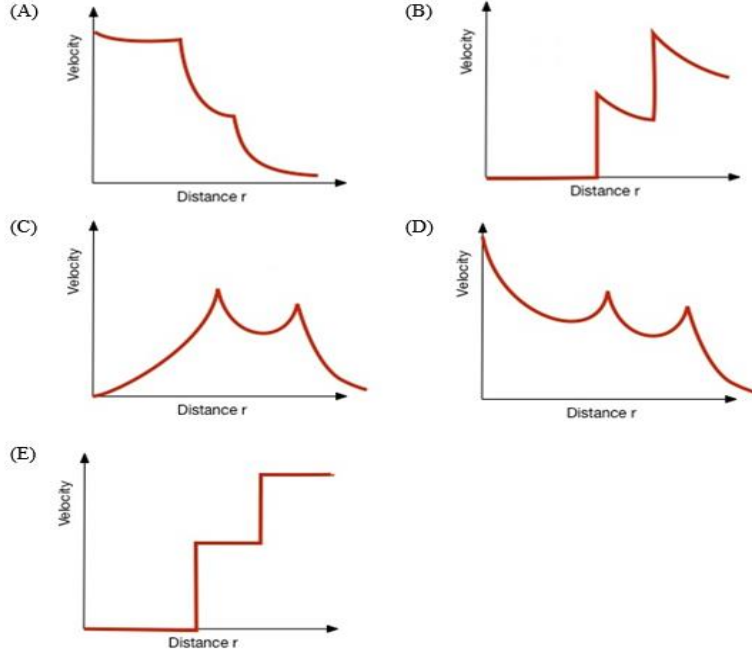 (A)
Velocity
Distance r
(B)
Velocity
Distance r
(C)
Velocity
Distance r
(D)
Velocity
Distance r
(E)
Velocity
Distance r